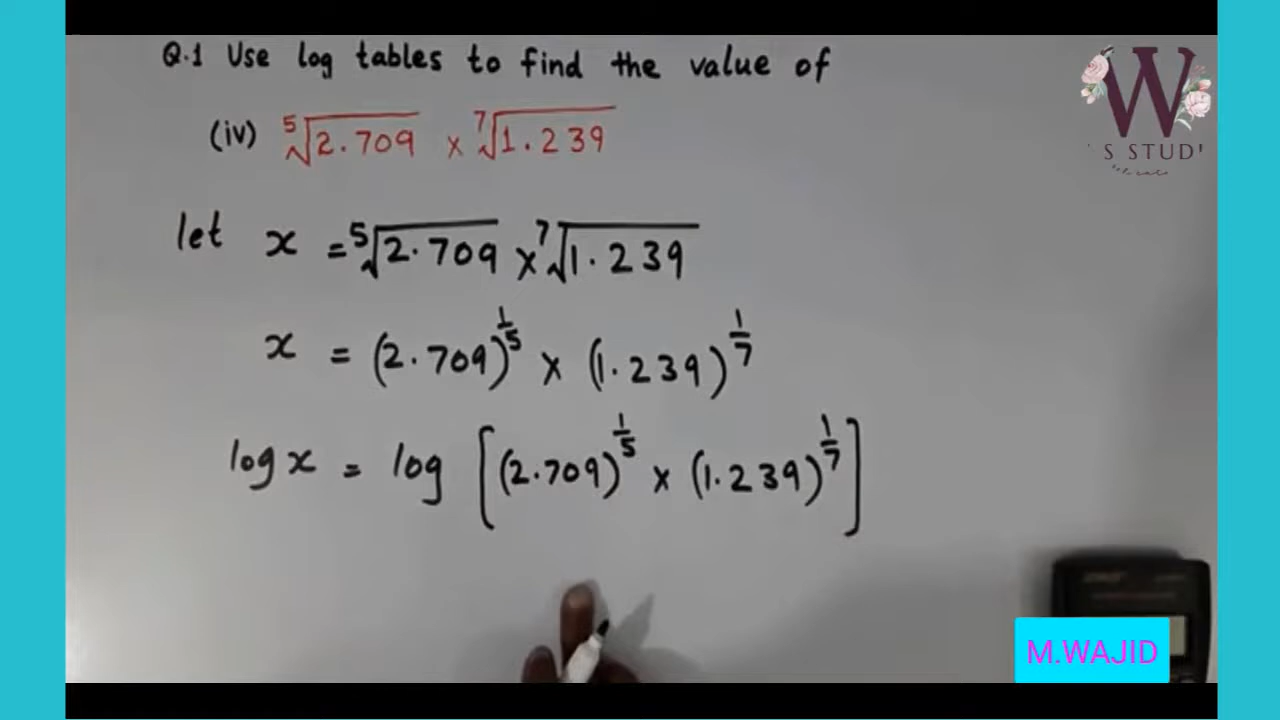 Q.1 Use log tables to find the value of
(iv) ⁵√2.709 × ⁷√1.239
let x = ⁵√2.709 × ⁷√1.239
x = (2.709)^1/5 × (1.239)^1/7
log x = log [(2.709)^1/5 × (1.239)^1/7]
W
S STUD
M.WAJID